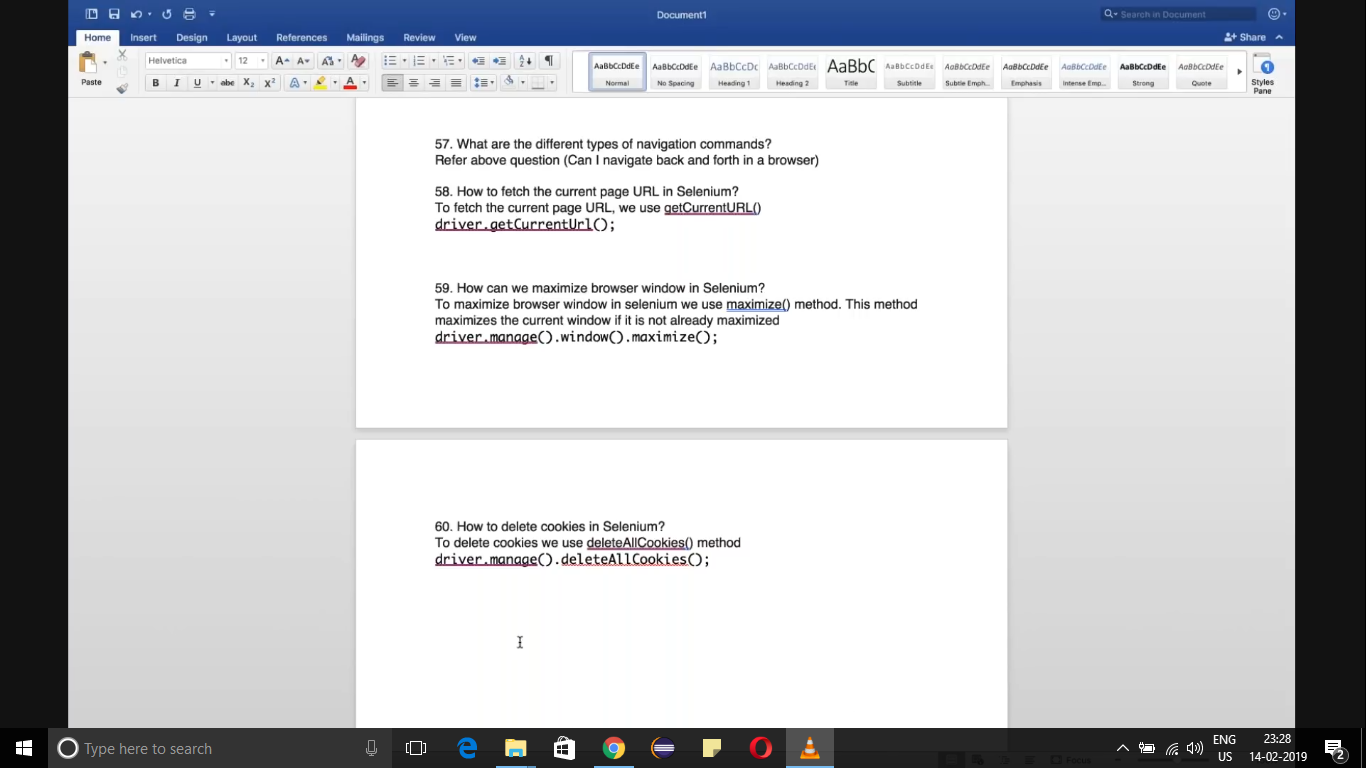 Document1
Search in Document
Home Insert Design Layout References Mailings Review View
Share
Paste
Helvetica 12
B I U abc X₂ X²
AaBbCcDdEe AaBbCcDdEe AaBbCcDc AaBbCcDdEe AaBbC AaBbCcDdEe AaBbCcDdEe AaBbCcDdEe AaBbCcDdEe AaBbCcDdEe AaBbCcDdEe
Normal No Spacing Heading 1 Heading 2 Title Subtitle Subtle Emph... Emphasis Intense Emp... Strong Quote
Styles
Pane
57. What are the different types of navigation commands?
Refer above question (Can I navigate back and forth in a browser)
58. How to fetch the current page URL in Selenium?
To fetch the current page URL, we use getCurrentURL()
driver.getCurrentUrl();
59. How can we maximize browser window in Selenium?
To maximize browser window in selenium we use maximize() method. This method
maximizes the current window if it is not already maximized
driver.manage().window().maximize();
60. How to delete cookies in Selenium?
To delete cookies we use deleteAllCookies() method
driver.manage().deleteAllCookies();
Type here to search
ENG
US
23:28
14-02-2019
2